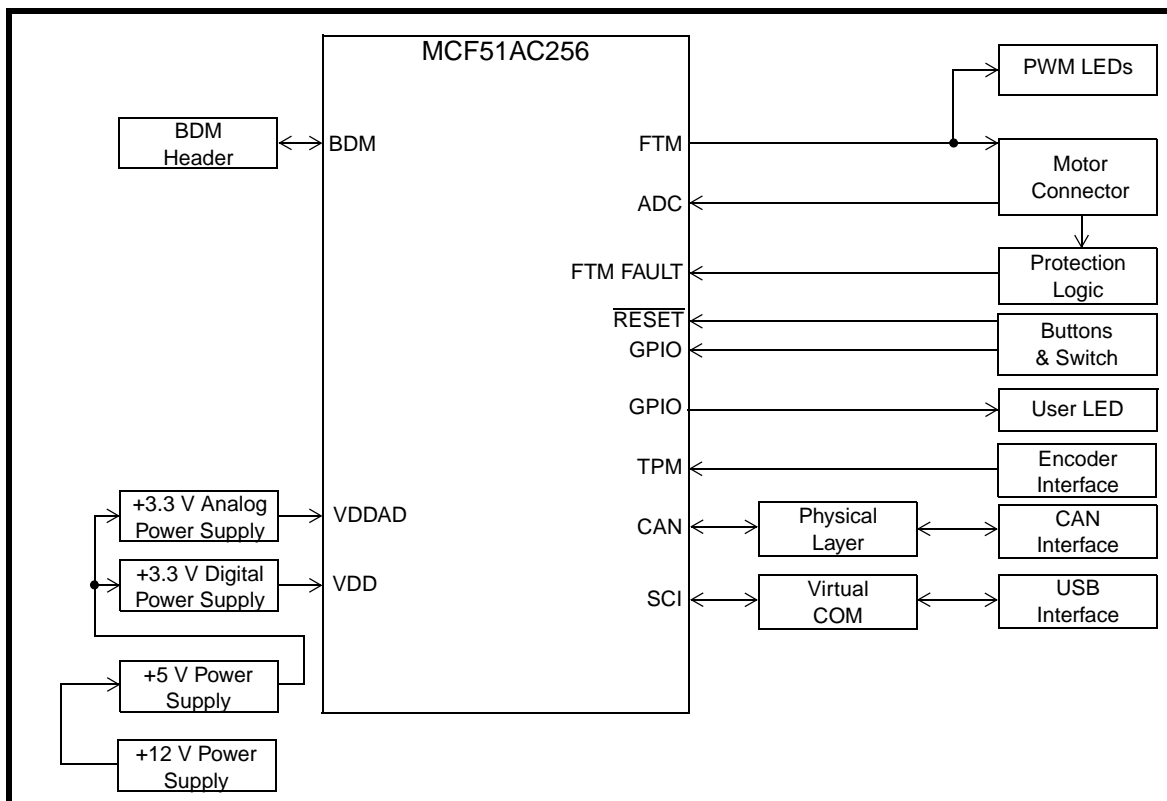 MCF51AC256
BDM
Header
BDM
+3.3 V Analog
Power Supply
VDDAD
+3.3 V Digital
Power Supply
VDD
+5 V Power
Supply
+12 V Power
Supply
FTM
ADC
FTM FAULT
RESET
GPIO
GPIO
TPM
CAN
SCI
Physical
Layer
Virtual
COM
PWM LEDs
Motor
Connector
Protection
Logic
Buttons
& Switch
User LED
Encoder
Interface
CAN
Interface
USB
Interface